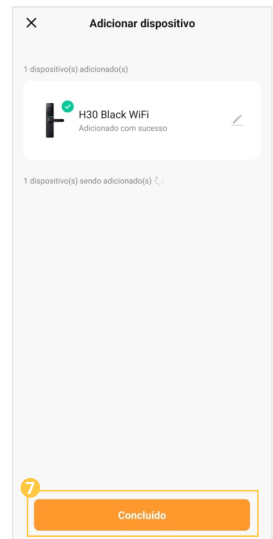 Adicionar dispositivo
1 dispositivo(s) adicionado(s)
H30 Black WiFi
Adicionado com sucesso
1 dispositivo(s) sendo adicionado(s)
7
Concluído